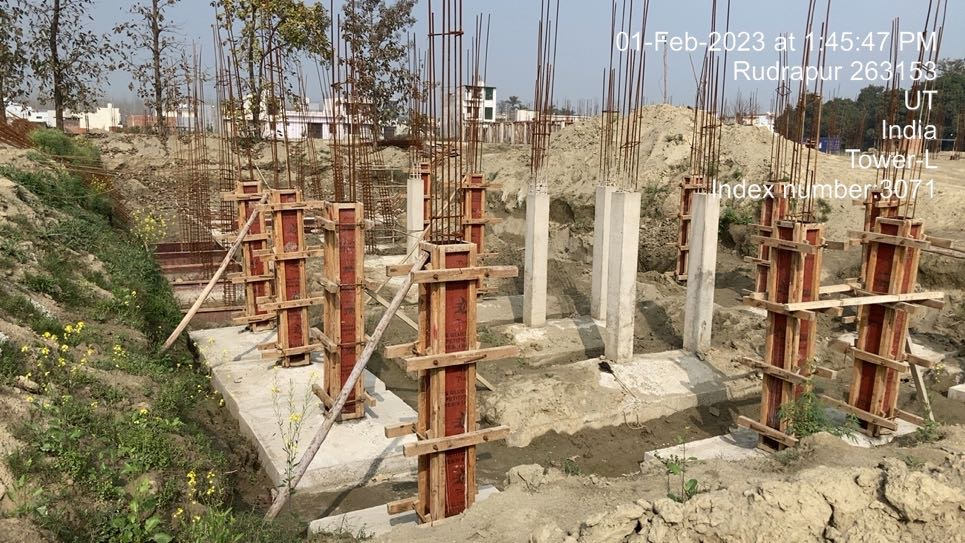 01-Feb-2023 at 1:45:47 PM
Rudrapur 263153
UT
India
Tower-L
Index number:3071